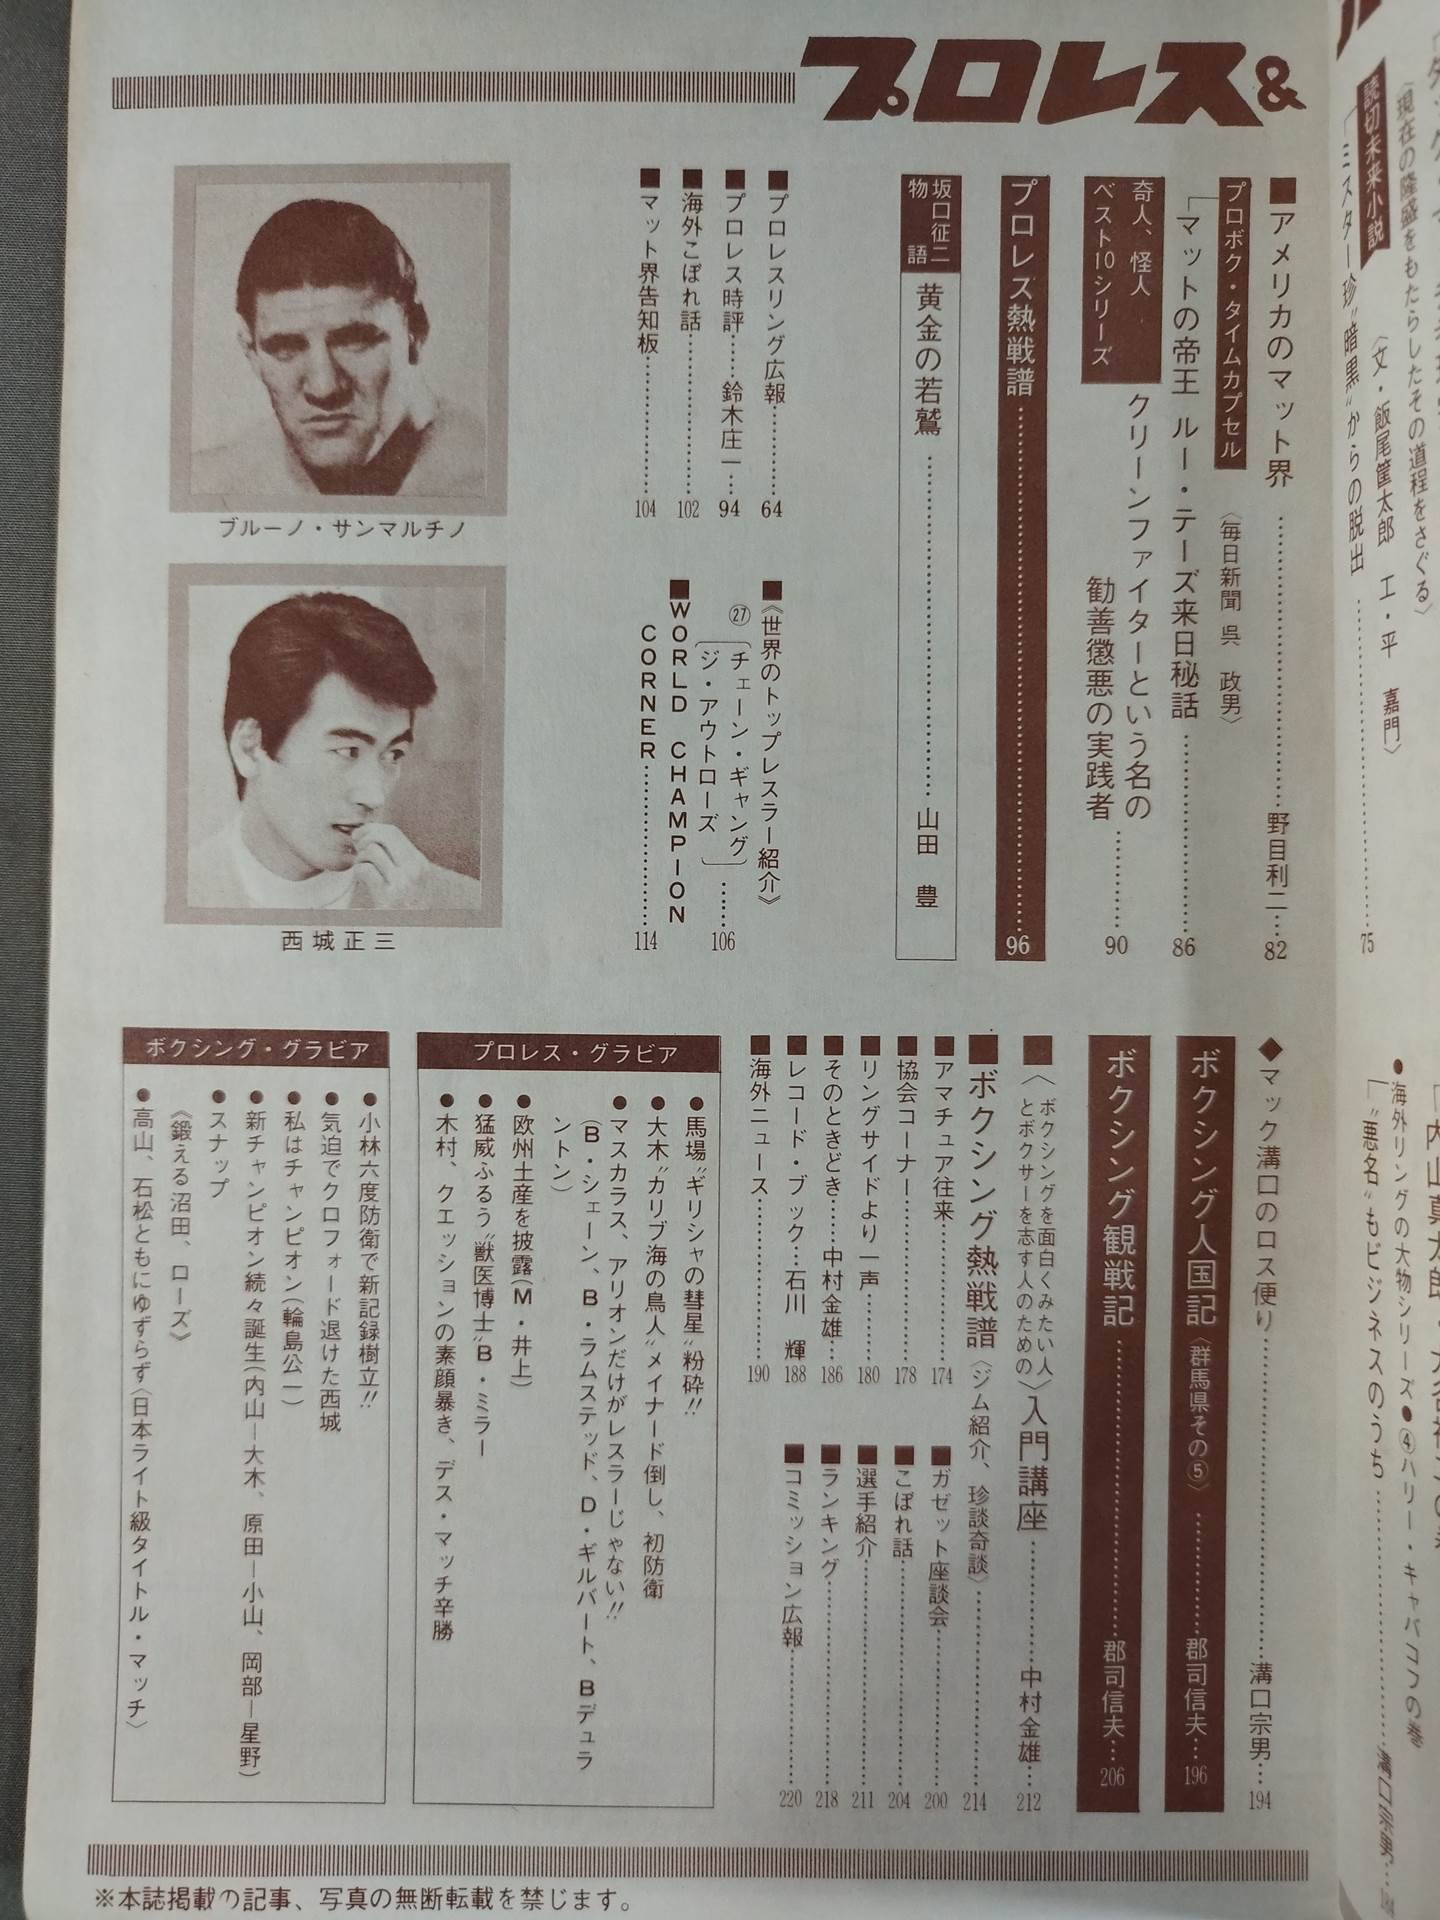 プロレス&
読切未来小説
(現在の隆盛をもたらしたその道程をさぐる)
「ミスター珍"暗黒"からの脱出……75
(文・飯尾筐太郎 工・平 嘉門)
■アメリカのマット界……野目利二…82
プロボク・タイムカプセル
(毎日新聞 呉 政男)
「マットの帝王 ルー・テーズ来日秘話……86
奇人、怪人
ベスト10シリーズ
クリーンファイターという名の
勧善懲悪の実践者……90
プロレズ熱戦譜……96
坂口征二物語 黄金の若鷲……山田 豊
■プロレスリング広報……64
■プロレス時評……鈴木庄一…94
■海外こぼれ話……102
■マット界告知板……104
■《世界のトップレスラー紹介》
㉗(チェーン・ギャング
ジ・アウトローズ)……106
■WORLD CHAMPION
CORNER……114
ブルーノ・サンマルチノ
西城正三
●海外リングの大物シリーズ●④ハリー・キャバコフの巻
「"悪名"もビジネスのうち……溝口宗男…184
◆マック溝口のロス便り……溝口宗男…194
ボクシング人国記(群馬県その⑤)……郡司信夫…196
ボクシング観戦記……郡司信夫…206
■(ボクシングを面白くみたい人
とボクサーを志す人のための)入門講座……中村金雄…212
■ボクシング熱戦譜(ジム紹介、珍談奇談)……214
■アマチュア往来……174
■協会コーナー……178
■リングサイドより一声……180
■そのときどき…中村金雄…186
■レコード・ブック…石川 輝…188
■海外ニュース……190
■ガゼット座談会……200
■こぼれ話……204
■選手紹介……211
■ランキング……218
■コミッション広報……220
プロレス・グラビア
●馬場"ギリシャの彗星"粉砕!!
●大木"カリブ海の鳥人"メイナード倒し、初防衛
●マスカラス、アリオンだけがレスラーじゃない!!
(B・シェーン、B・ラムステッド、D・ギルバート、Bデュラ
ントン)
●欧州土産を披露(M・井上)
●猛威ふるう"獣医博士"B・ミラー
●木村、クエッションの素顔暴き、デス・マッチ辛勝
ボクシング・グラビア
●小林六度防衛で新記録樹立!!
●気迫でクロフォード退けた西城
●私はチャンピオン(輪島公一)
●新チャンピオン続々誕生(内山―大木、原田―小山、岡部―星野)
●スナップ
《鍛える沼田、ローズ》
●高山、石松ともにゆずらず(日本ライト級タイトル・マッチ)
※本誌掲載の記事、写真の無断転載を禁じます。